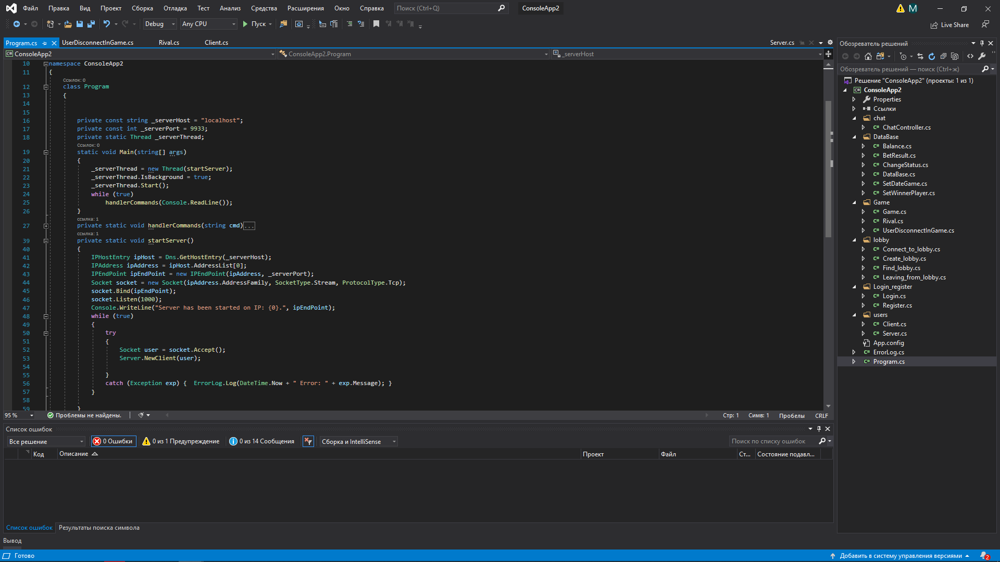 Файл Правка Вид Проект Сборка Отладка Тест Анализ Средства Расширения Окно Справка Поиск (Ctrl+Q) ConsoleApp2 M
Debug Any CPU Пуск Live Share
Program.cs UserDisconnectInGame.cs Rival.cs Client.cs Server.cs
ConsoleApp2 ConsoleApp2.Program _serverHost
10 namespace ConsoleApp2
11 {
Ссылок: 0
12 class Program
13 {
14
15
16 private const string _serverHost = "localhost";
17 private const int _serverPort = 9933;
18 private static Thread _serverThread;
Ссылок: 0
19 static void Main(string[] args)
20 {
21 _serverThread = new Thread(startServer);
22 _serverThread.IsBackground = true;
23 _serverThread.Start();
24 while (true)
25 handlerCommands(Console.ReadLine());
26 }
ссылка: 1
27 private static void handlerCommands(string cmd)...
ссылка: 1
39 private static void startServer()
40 {
41 IPHostEntry ipHost = Dns.GetHostEntry(_serverHost);
42 IPAddress ipAddress = ipHost.AddressList[0];
43 IPEndPoint ipEndPoint = new IPEndPoint(ipAddress, _serverPort);
44 Socket socket = new Socket(ipAddress.AddressFamily, SocketType.Stream, ProtocolType.Tcp);
45 socket.Bind(ipEndPoint);
46 socket.Listen(1000);
47 Console.WriteLine("Server has been started on IP: {0}.", ipEndPoint);
48 while (true)
49 {
50 try
51 {
52 Socket user = socket.Accept();
53 Server.NewClient(user);
54
55 }
56 catch (Exception exp) { ErrorLog.Log(DateTime.Now + " Error: " + exp.Message); }
57 }
58
59 }
95 % Проблемы не найдены. Стр: 1 Симв: 1 Пробелы CRLF
Список ошибок
Все решение 0 Ошибки 0 из 1 Предупреждение 0 из 14 Сообщения Сборка и IntelliSense Поиск по списку ошибок
Код Описание Проект Файл Ст... Состояние подавл...
Список ошибок Результаты поиска символа
Вывод
Готово Добавить в систему управления версиями 2
Обозреватель решений
Обозреватель решений — поиск (Ctrl+ж)
Решение "ConsoleApp2" (проекты: 1 из 1)
ConsoleApp2
Properties
Ссылки
chat
C# ChatController.cs
DataBase
C# Balance.cs
C# BetResult.cs
C# ChangeStatus.cs
C# DataBase.cs
C# SetDateGame.cs
C# SetWinnerPlayer.cs
Game
C# Game.cs
C# Rival.cs
C# UserDisconnectInGame.cs
lobby
C# Connect_to_lobby.cs
C# Create_lobby.cs
C# Find_lobby.cs
C# Leaving_from_lobby.cs
Login_register
C# Login.cs
C# Register.cs
users
C# Client.cs
C# Server.cs
App.config
C# ErrorLog.cs
C# Program.cs